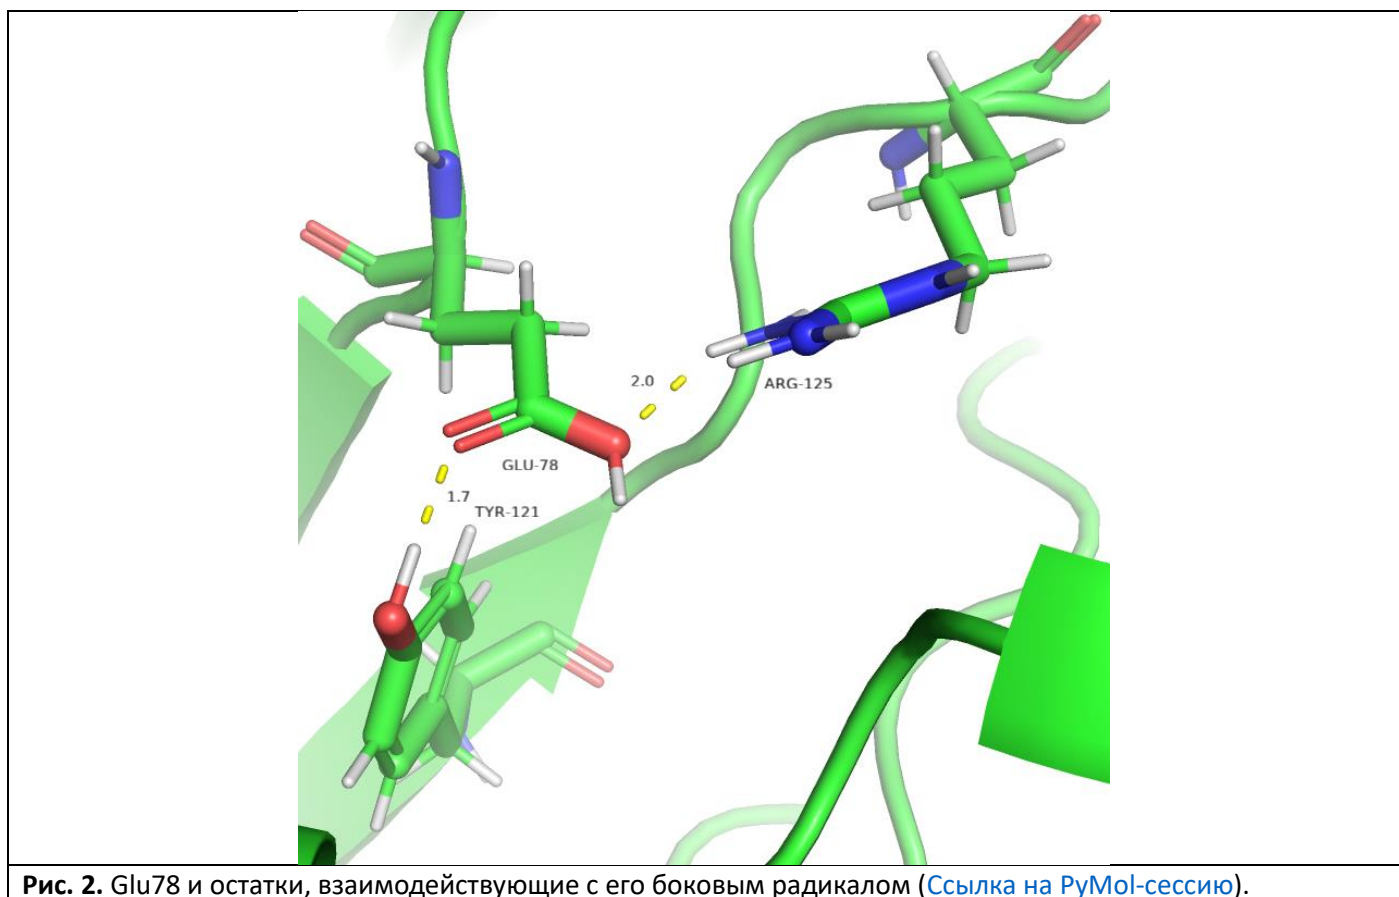 2.0
ARG-125
GLU-78
1.7
TYR-121
Рис. 2. Glu78 и остатки, взаимодействующие с его боковым радикалом (Ссылка на PyMol-сессию).